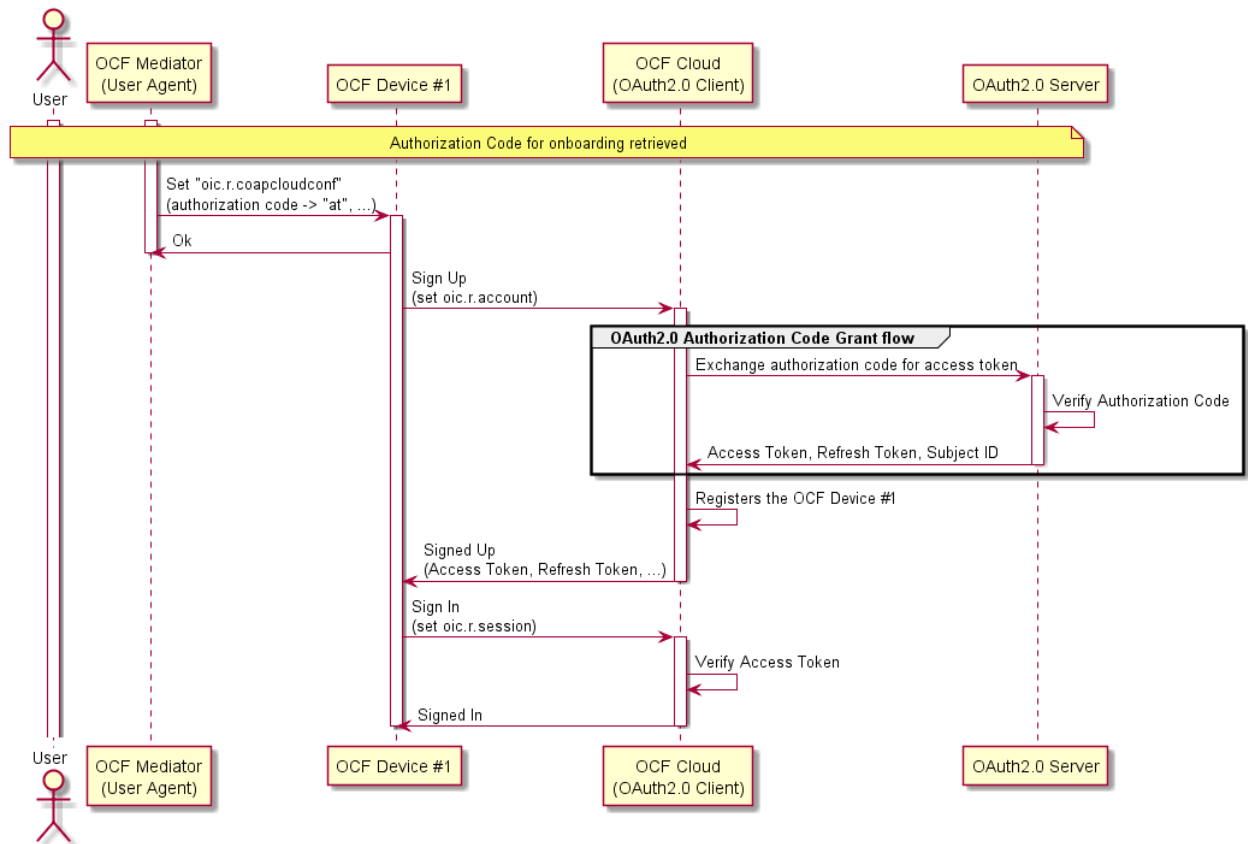 User
OCF Mediator
(User Agent)
OCF Device #1
OCF Cloud
(OAuth2.0 Client)
OAuth2.0 Server
Authorization Code for onboarding retrieved
Set "oic.r.coapcloudconf"
(authorization code -> "at", ...)
Ok
Sign Up
(set oic.r.account)
OAuth2.0 Authorization Code Grant flow
Exchange authorization code for access token
Verify Authorization Code
Access Token, Refresh Token, Subject ID
Registers the OCF Device #1
Signed Up
(Access Token, Refresh Token, ...)
Sign In
(set oic.r.session)
Verify Access Token
Signed In
User
OCF Mediator
(User Agent)
OCF Device #1
OCF Cloud
(OAuth2.0 Client)
OAuth2.0 Server